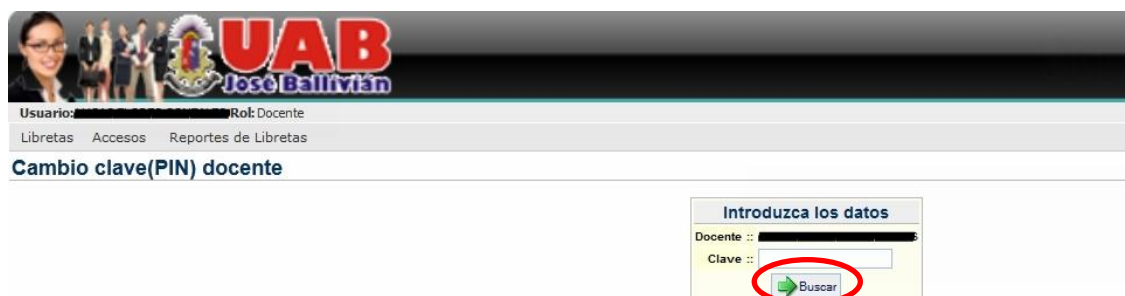 UAB
José Ballivián
Usuario: Rol: Docente
Libretas Accesos Reportes de Libretas
Cambio clave(PIN) docente
Introduzca los datos
Docente ::
Clave ::
Buscar